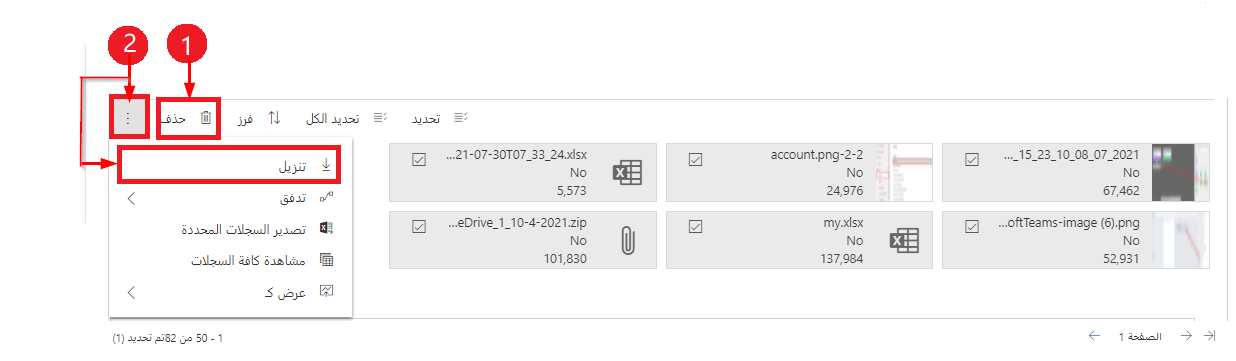 2
1
تحديد
تحديد الكل
فرز
حذف
تنزيل
تدفق
تصدير السجلات المحددة
مشاهدة كافة السجلات
عرض كـ
..._15_23_10_08_07_2021
No
67,462
account.png-2-2
No
24,976
...21-07-30T07_33_24.xlsx
No
5,573
...oftTeams-image (6).png
No
52,931
my.xlsx
No
137,984
...eDrive_1_10-4-2021.zip
No
101,830
الصفحة 1
1 - 50 من 82تم تحديد (1)